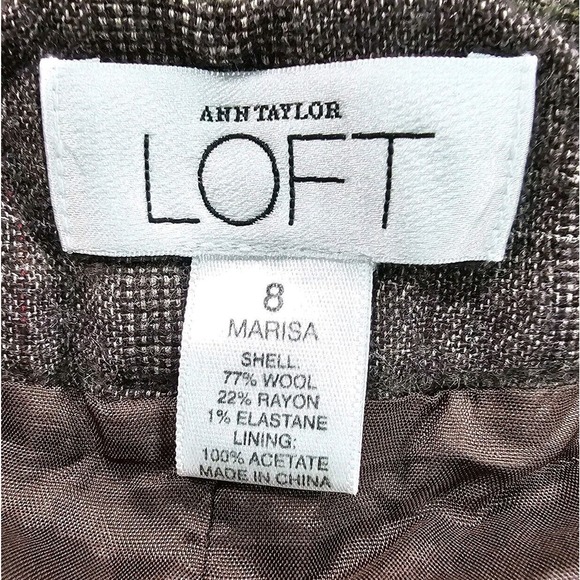 ANN TAYLOR
LOFT
8
MARISA
SHELL:
77% WOOL
22% RAYON
1% ELASTANE
LINING:
100% ACETATE
MADE IN CHINA